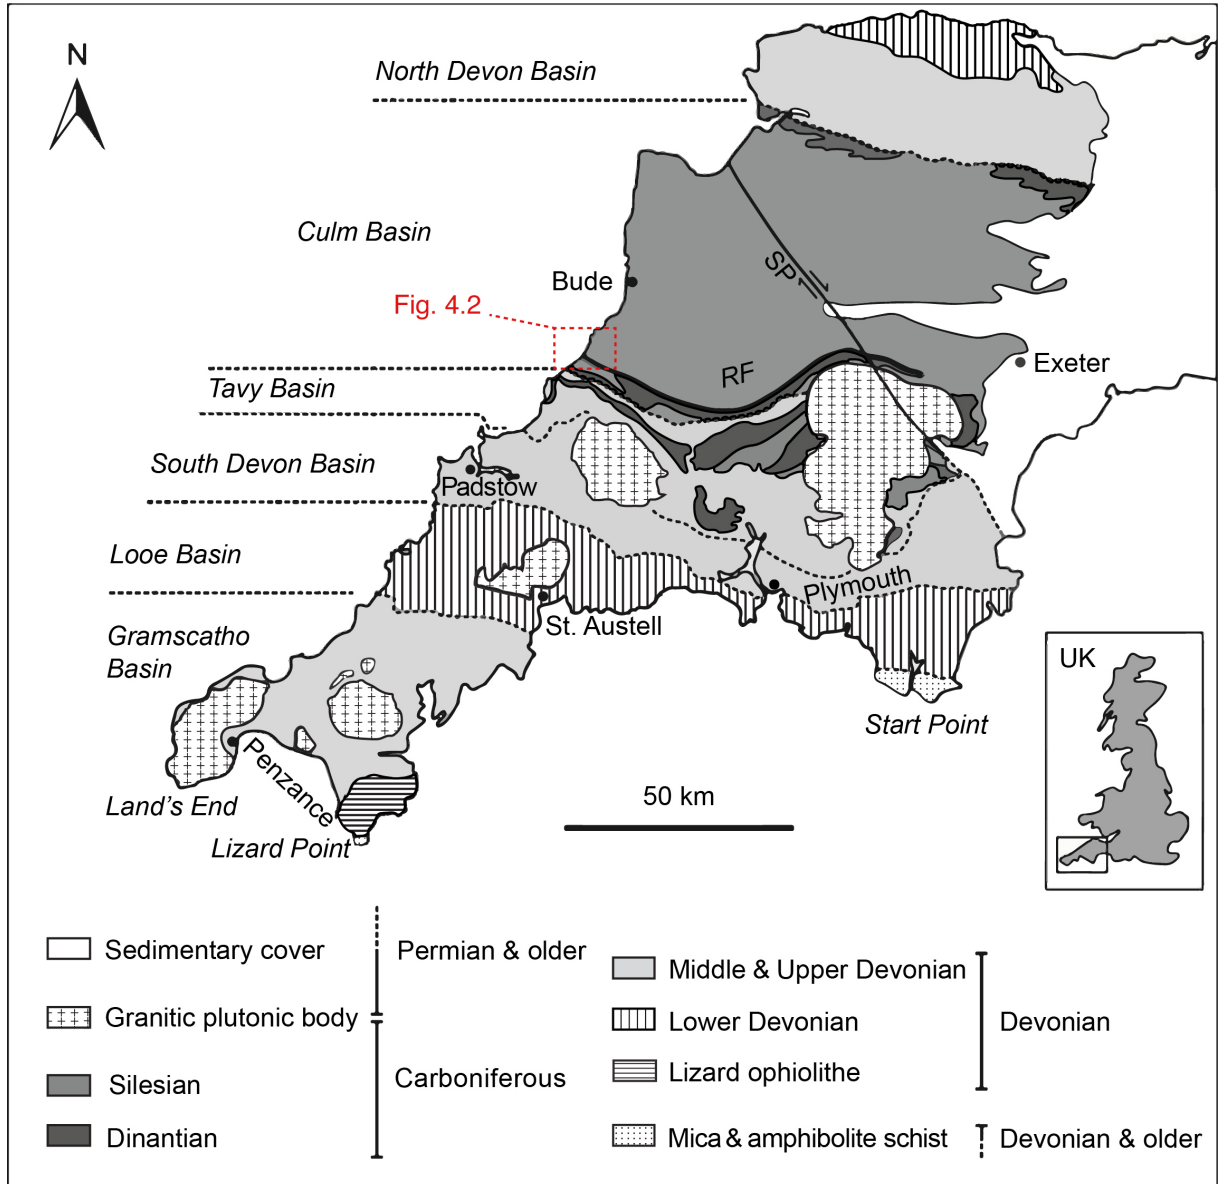 N
North Devon Basin
Culm Basin
SP
Bude
Fig. 4.2
RF
Exeter
Tavy Basin
South Devon Basin
Padstow
Looe Basin
Plymouth
St. Austell
Gramscatho
Basin
UK
Start Point
Penzance
Land's End
50 km
Lizard Point
Sedimentary cover
Permian & older
Granitic plutonic body
Silesian
Carboniferous
Dinantian
Middle & Upper Devonian
Lower Devonian
Devonian
Lizard ophiolithe
Mica & amphibolite schist
Devonian & older